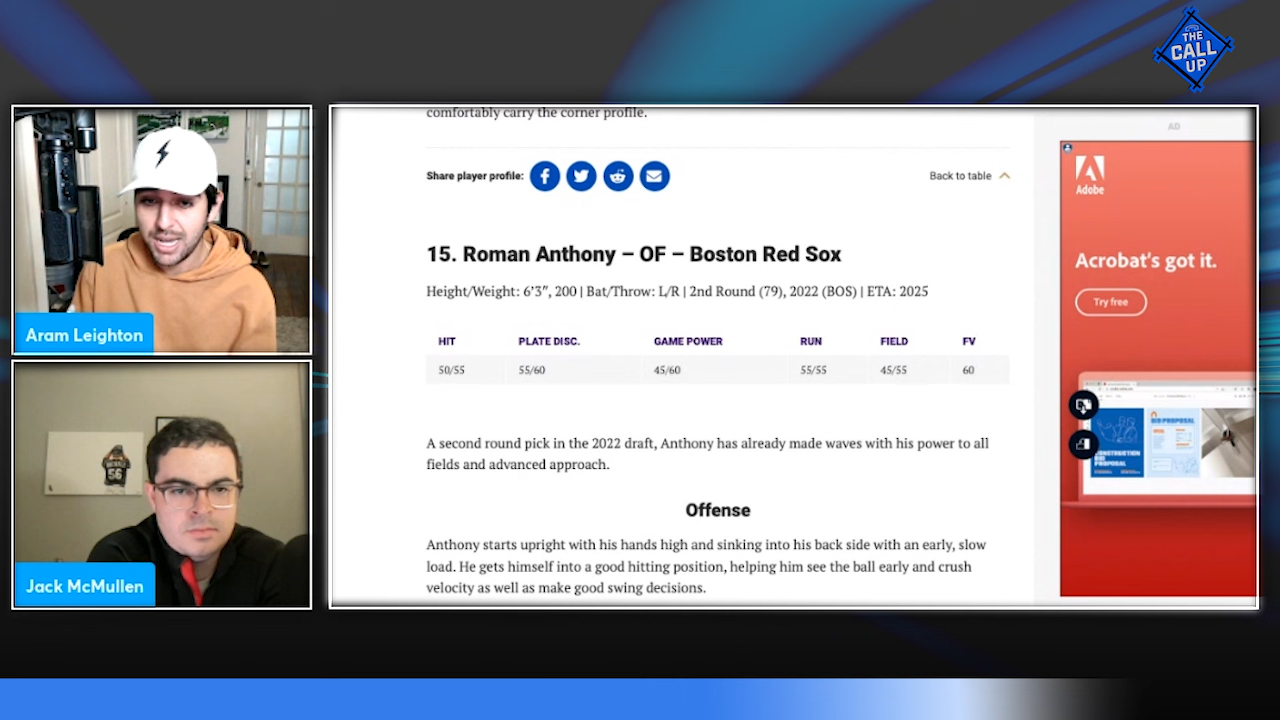 THE
CALL
UP
comfortably carry the corner profile.
Share player profile:
Back to table
AD
Adobe
15. Roman Anthony – OF – Boston Red Sox
Acrobat's got it.
Height/Weight: 6'3", 200 | Bat/Throw: L/R | 2nd Round (79), 2022 (BOS) | ETA: 2025
Try free
Aram Leighton
HIT PLATE DISC. GAME POWER RUN FIELD FV
50/55 55/60 45/60 55/55 45/55 60
A second round pick in the 2022 draft, Anthony has already made waves with his power to all
fields and advanced approach.
56
Offense
Anthony starts upright with his hands high and sinking into his back side with an early, slow
load. He gets himself into a good hitting position, helping him see the ball early and crush
velocity as well as make good swing decisions.
Jack McMullen
BID PROPOSAL
CONSTRUCTION
BID
PROPOSAL